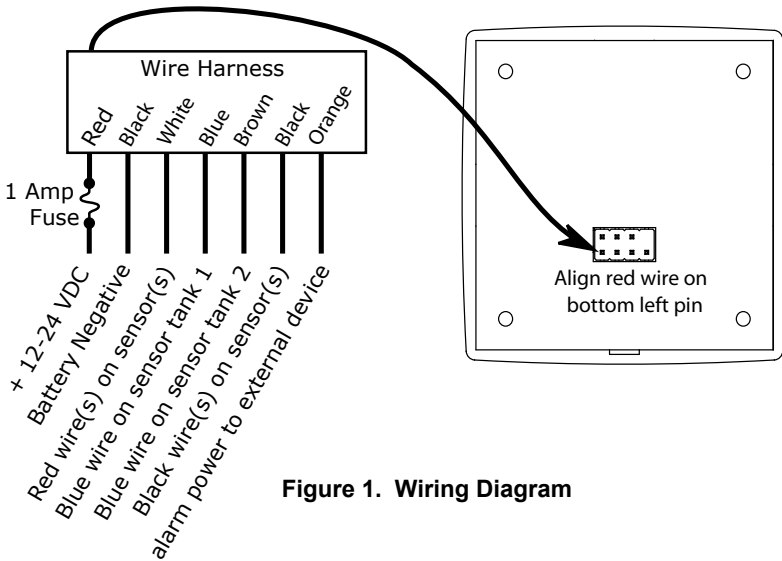 Wire Harness
Red
Black
White
Blue
Brown
Black
Orange
1 Amp
Fuse
+ 12-24 VDC
Battery Negative
Red wire(s) on sensor(s)
Blue wire on sensor tank 1
Blue wire on sensor tank 2
Black wire(s) on sensor(s)
alarm power to external device
Align red wire on
bottom left pin
Figure 1. Wiring Diagram